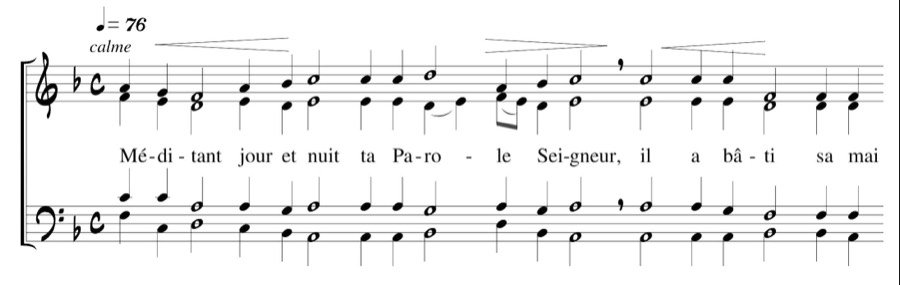 ♩= 76
calme
Mé-di - tant jour et nuit ta Pa-ro - le Sei-gneur, il a bâ - ti sa mai